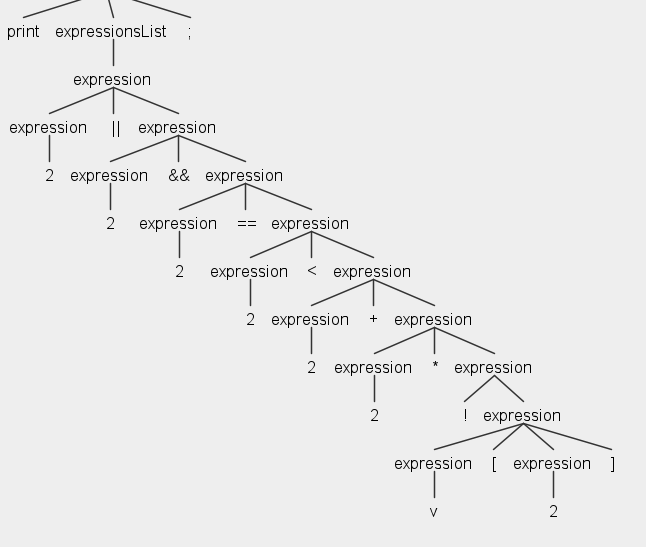 print expressionsList ;
expression
expression || expression
2 expression && expression
2 expression == expression
2 expression < expression
2 expression + expression
2 expression * expression
2 ! expression
expression [ expression ]
v 2